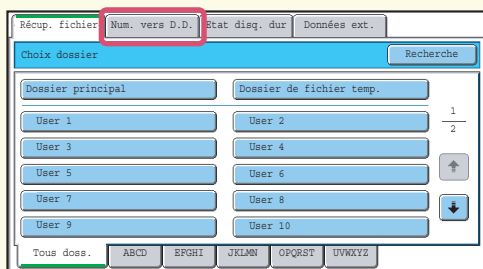 Récup. fichier Num. vers D.D. Etat disq. dur Données ext.
Choix dossier Recherche
Dossier principal Dossier de fichier temp.
User 1 User 2 1
User 3 User 4 2
User 5 User 6
User 7 User 8
User 9 User 10
Tous doss. ABCD EFGHI JKLMN OPQRST UVWXYZ